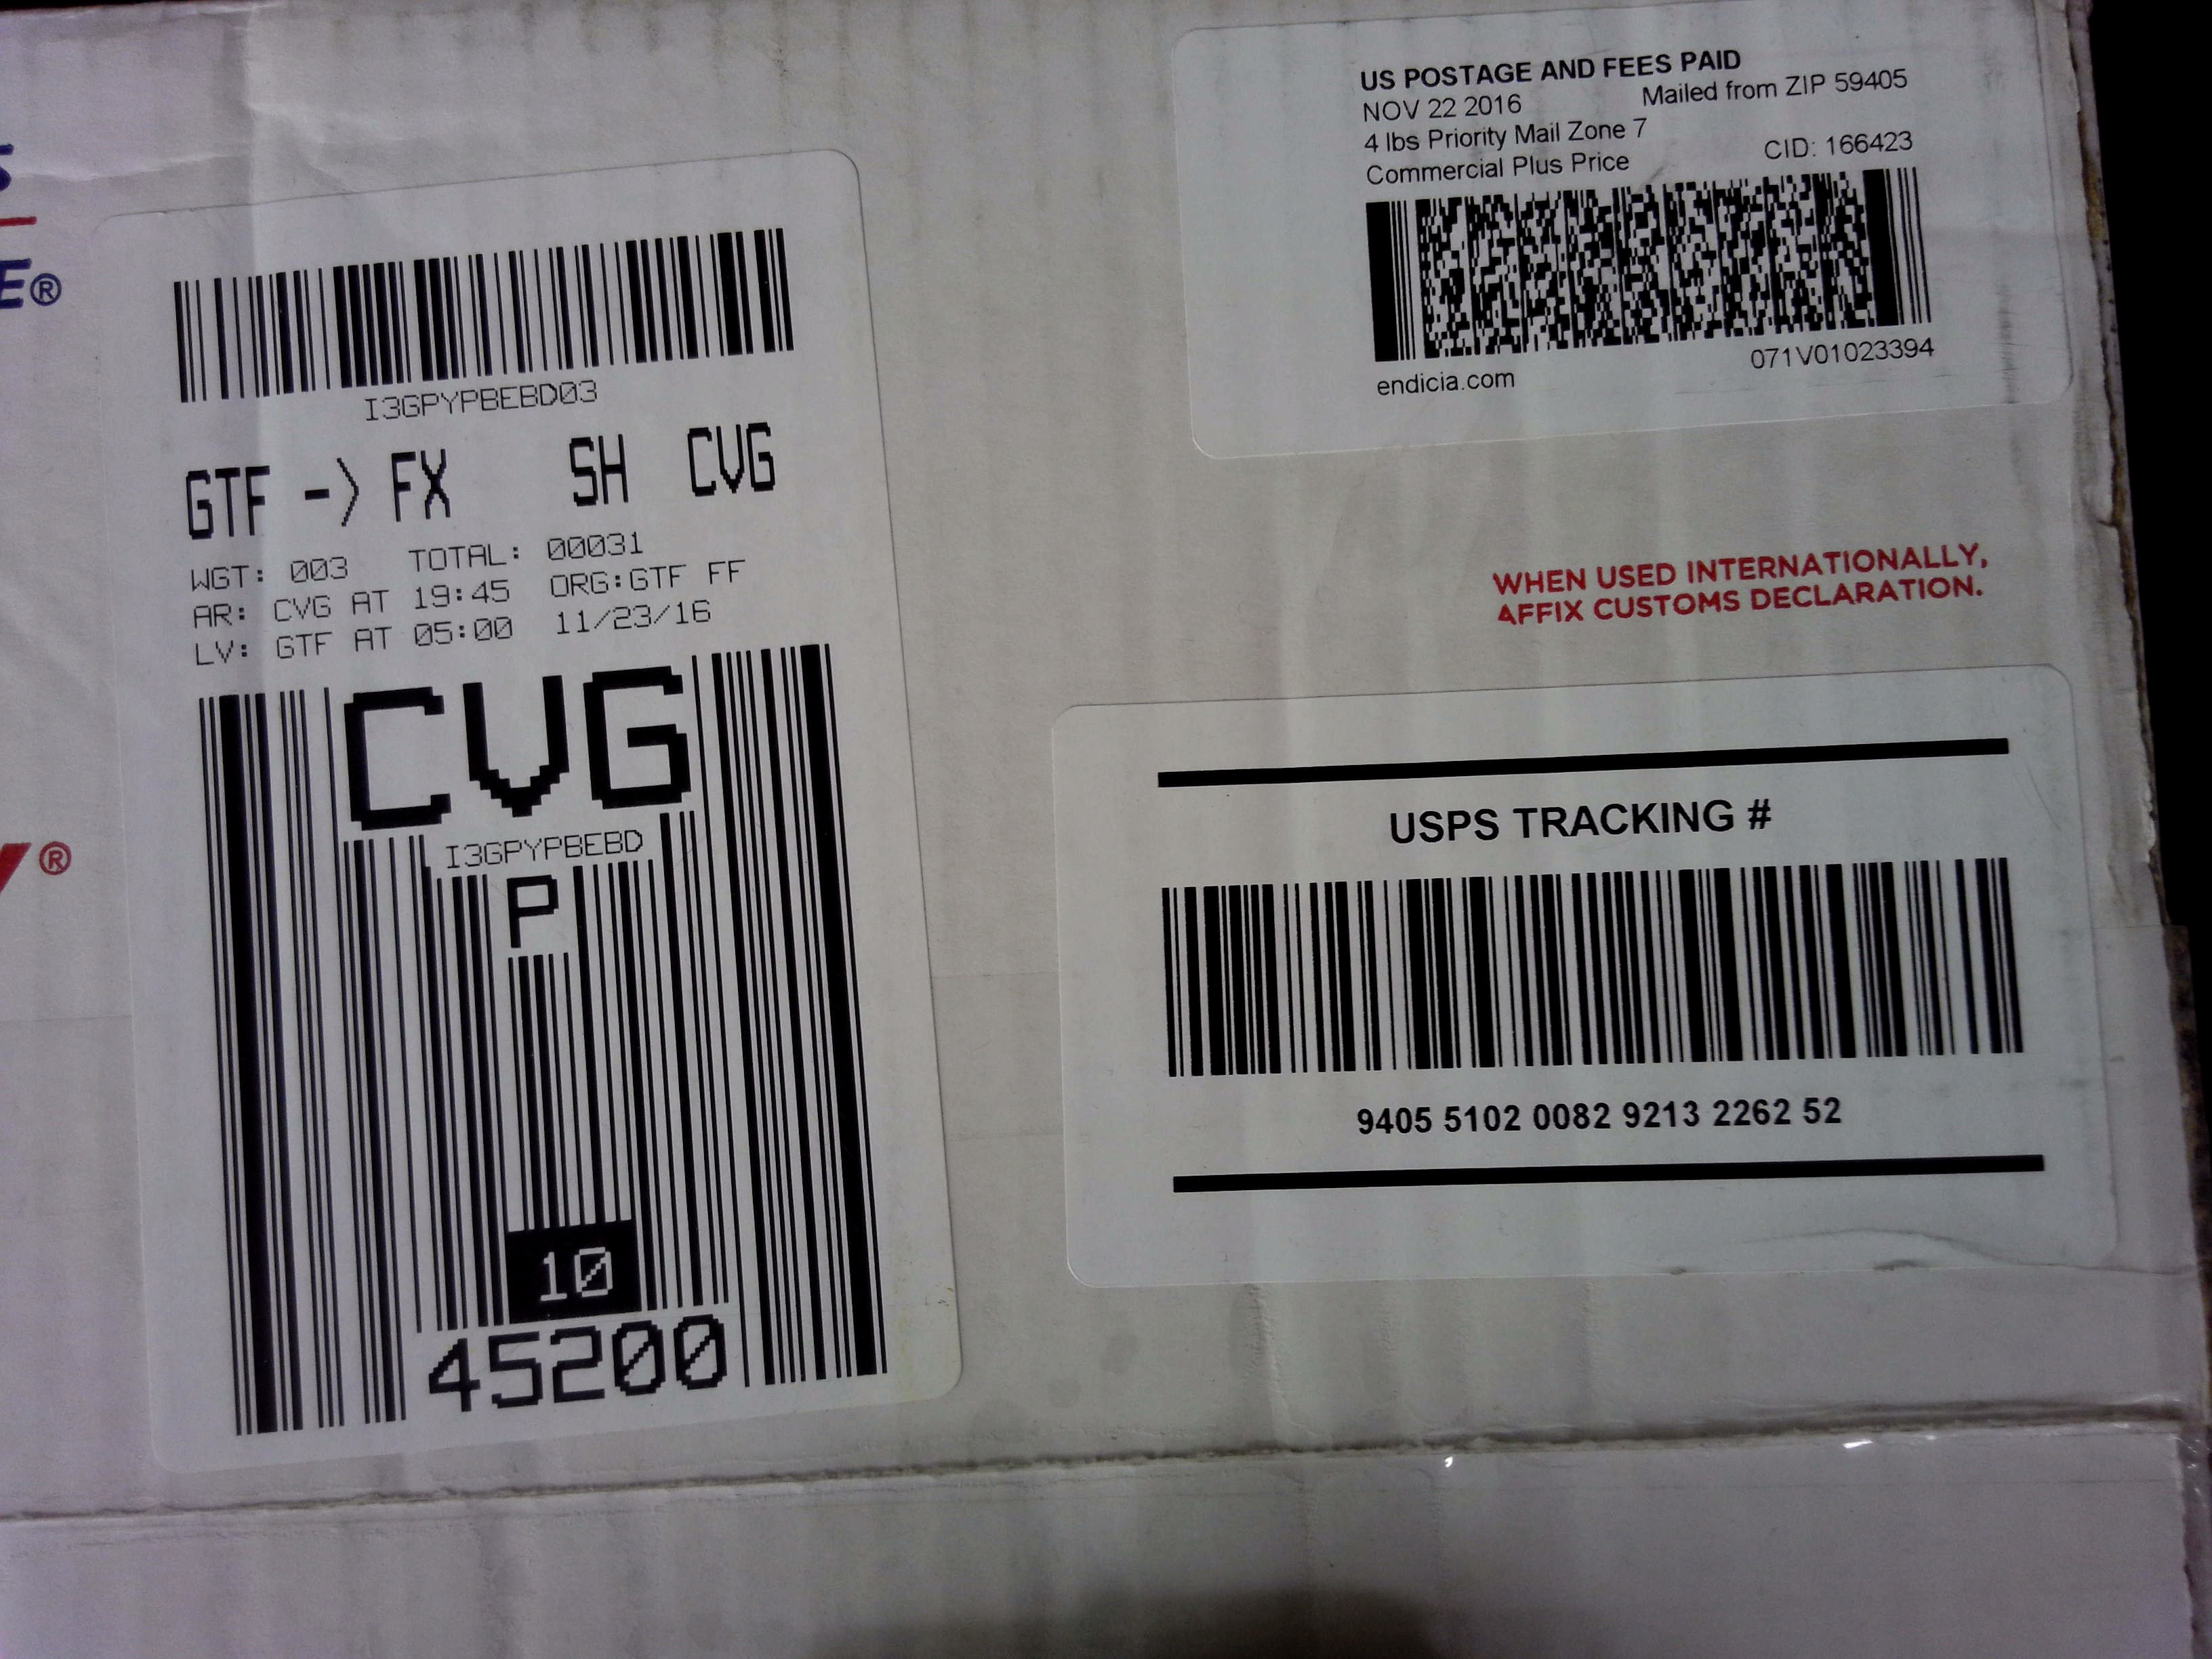 E®
®
I3GPYPBEBD03
GTF -> FX SH CVG
WGT: 003 TOTAL: 00031
AR: CVG AT 19:45 ORG:GTF FF
LV: GTF AT 05:00 11/23/16
CVG
I3GPYPBEBD
P
10
45200
US POSTAGE AND FEES PAID
NOV 22 2016 Mailed from ZIP 59405
4 lbs Priority Mail Zone 7
Commercial Plus Price CID: 166423
endicia.com 071V01023394
WHEN USED INTERNATIONALLY,
AFFIX CUSTOMS DECLARATION.
USPS TRACKING #
9405 5102 0082 9213 2262 52